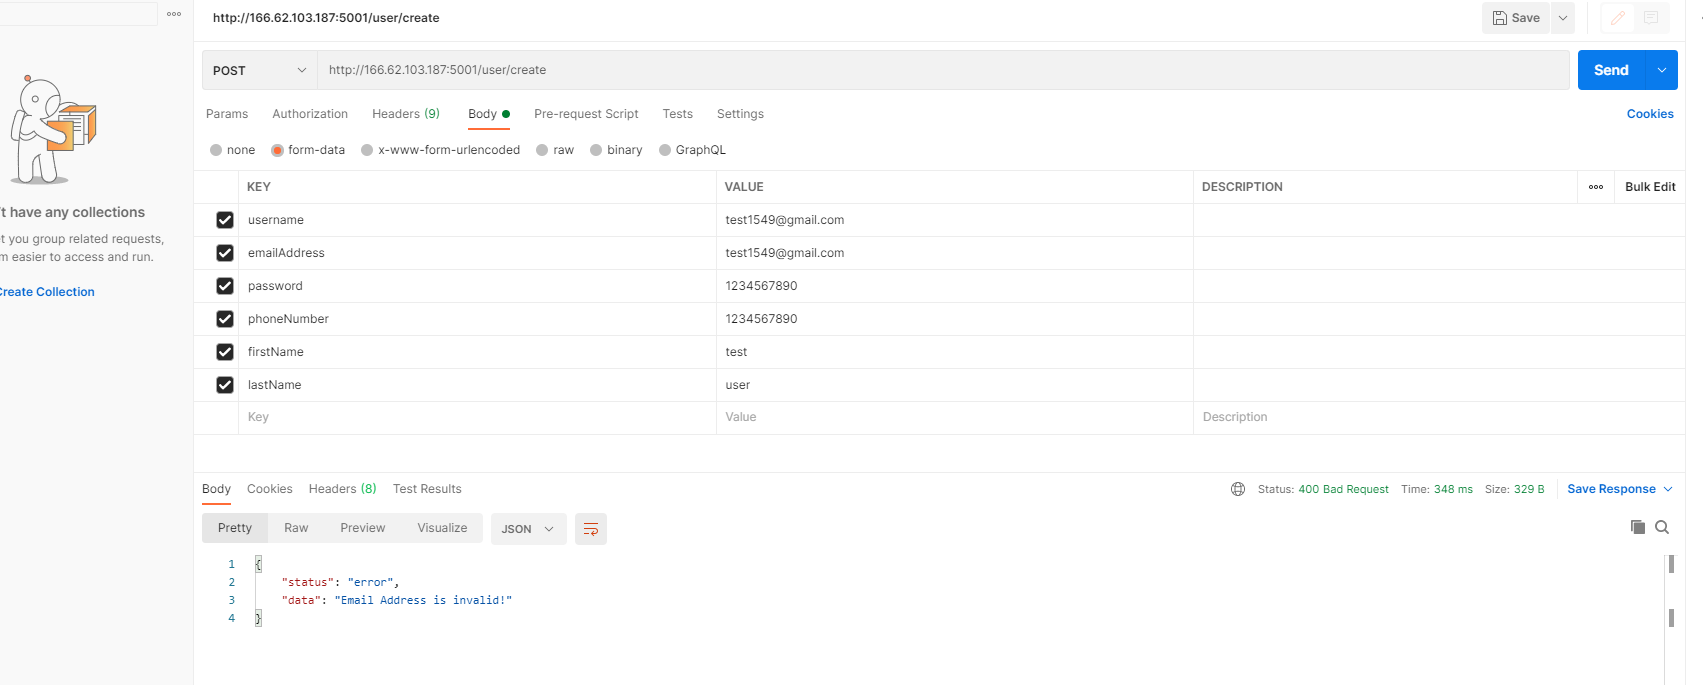 http://166.62.103.187:5001/user/create
Save
POST
http://166.62.103.187:5001/user/create
Send
Params Authorization Headers (9) Body Pre-request Script Tests Settings Cookies
none form-data x-www-form-urlencoded raw binary GraphQL
KEY VALUE DESCRIPTION Bulk Edit
username test1549@gmail.com
emailAddress test1549@gmail.com
password 1234567890
phoneNumber 1234567890
firstName test
lastName user
Key Value Description
't have any collections
t you group related requests,
m easier to access and run.
Create Collection
Body Cookies Headers (8) Test Results Status: 400 Bad Request Time: 348 ms Size: 329 B Save Response
Pretty Raw Preview Visualize JSON
1 {
2 "status": "error",
3 "data": "Email Address is invalid!"
4 }